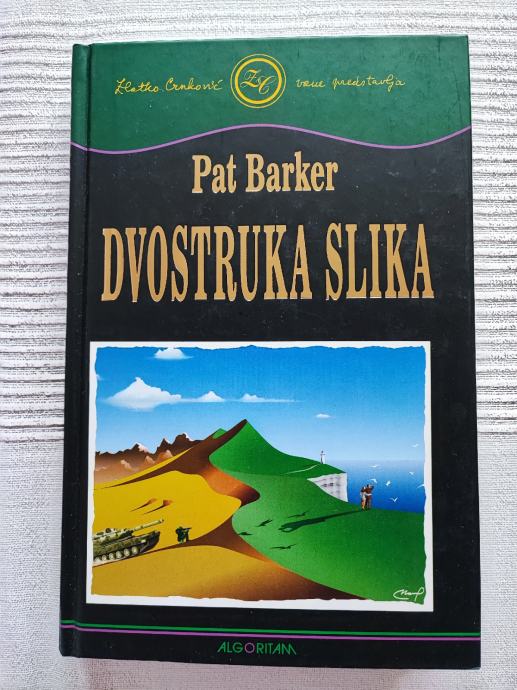 Zlatko Crnković ZC vam predstavlja
Pat Barker
DVOSTRUKA SLIKA
ALGORITAM